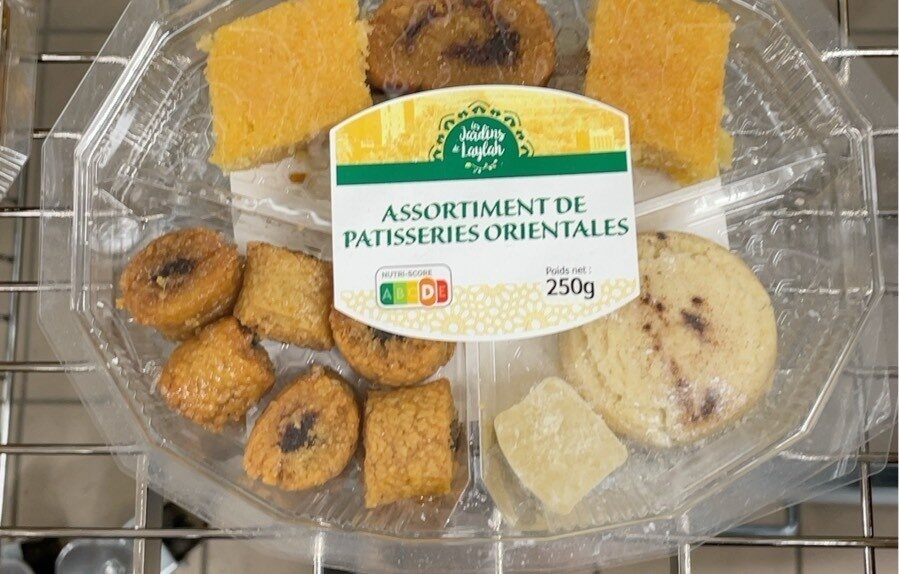 les
Jardins
de Laylah
ASSORTIMENT DE
PATISSERIES ORIENTALES
NUTRI-SCORE
A B C D E
Poids net :
250g